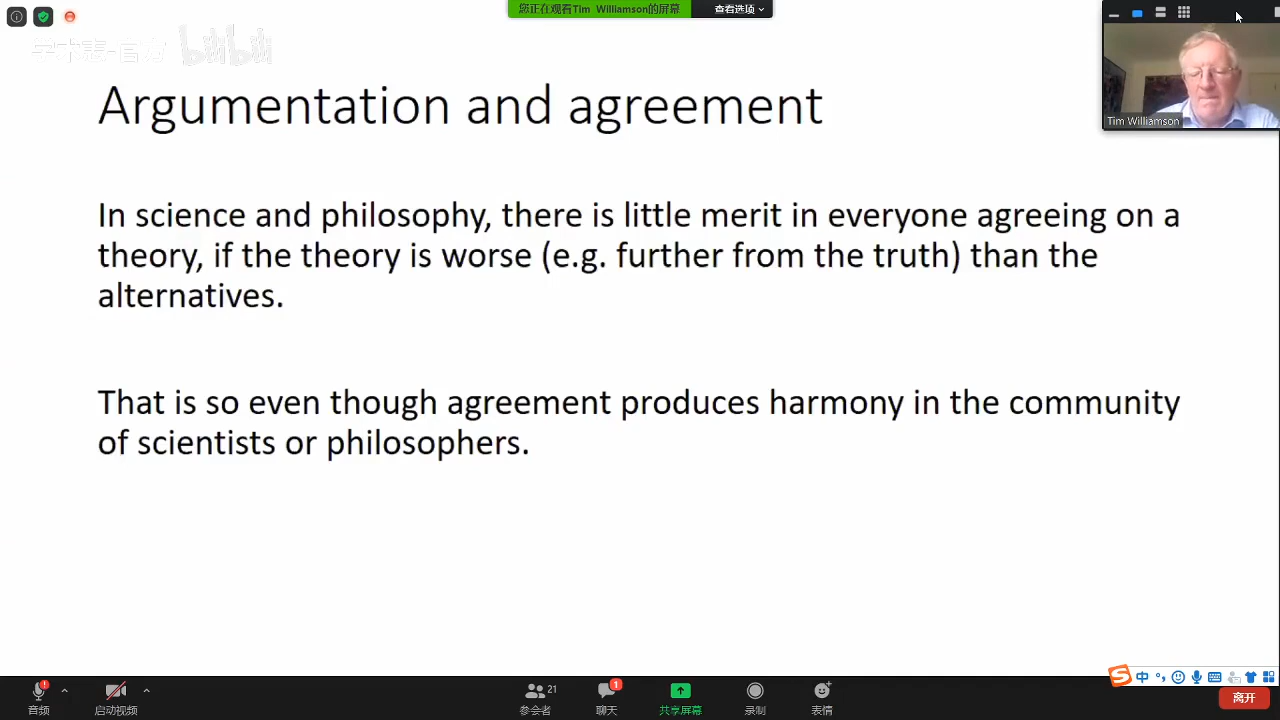 您正在观看Tim Williamson的屏幕
查看选项
bilibili
Tim Williamson
Argumentation and agreement
In science and philosophy, there is little merit in everyone agreeing on a
theory, if the theory is worse (e.g. further from the truth) than the
alternatives.
That is so even though agreement produces harmony in the community
of scientists or philosophers.
中
音频
启动视频
21
参会者
1
聊天
共享屏幕
录制
表情
离开